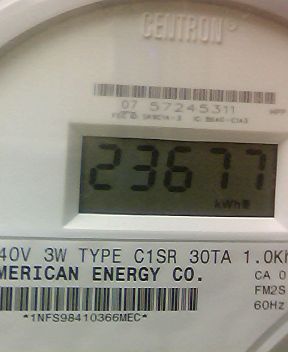 CENTRON®
07 57245311
23677
kWh
40V 3W TYPE C1SR 30TA 1.0Kh
MERICAN ENERGY CO.
CA 0
FM2S
60Hz
*1NFS98410366MEC*